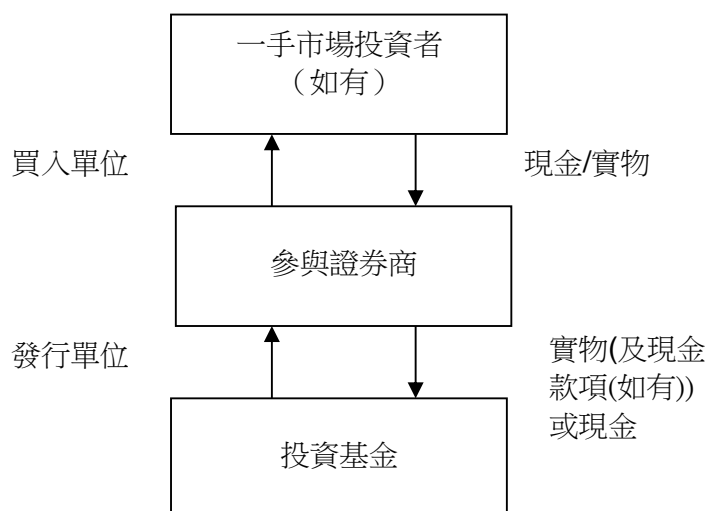 一手市場投資者
（如有）
買入單位
現金/實物
參與證券商
發行單位
實物(及現金
款項(如有))
或現金
投資基金